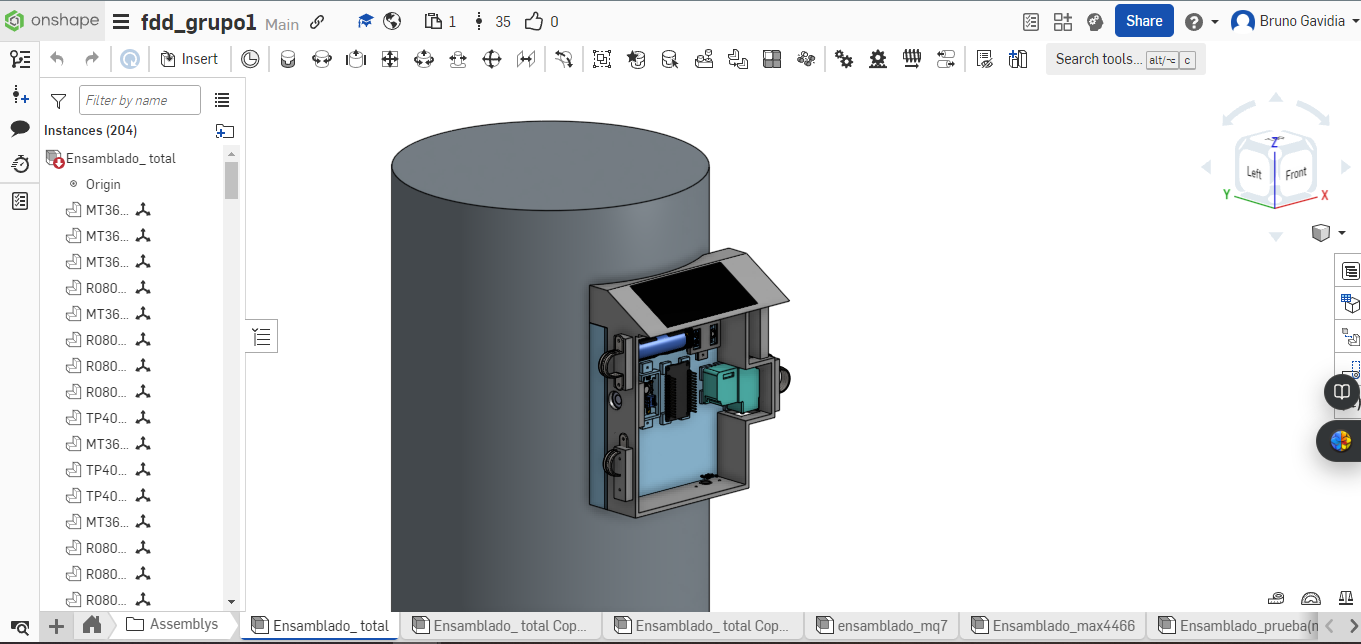 onshape fdd_grupo1 Main 1 35 0 Share Bruno Gavidia
Insert Search tools... alt/⌥ c
Filter by name
Instances (204)
Ensamblado_ total
Origin
MT36...
MT36...
MT36...
R080...
MT36...
R080...
R080...
R080...
TP40...
MT36...
TP40...
TP40...
MT36...
R080...
R080...
R080...
Z
Left Front
Y X
Assemblys Ensamblado_ total Ensamblado_ total Cop... Ensamblado_ total Cop... ensamblado_mq7 Ensamblado_max4466 Ensamblado_prueba(